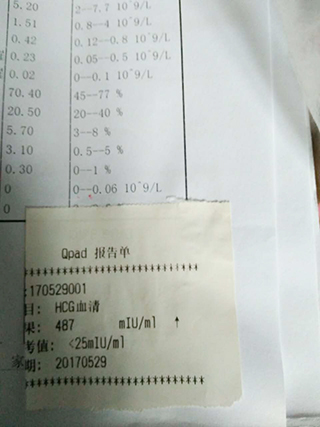 5.20 2--7.7 10^9/L
1.51 0.8--4 10^9/L
0.42 0.12--0.8 10^9/L
0.23 0.05--0.5 10^9/L
0.02 0--0.1 10^9/L
70.40 45--77 %
20.50 20--40 %
5.70 3--8 %
3.10 0.5--5 %
0.30 0--1 %
0 0--0.06 10^9/L
0
Qpad 报告单
******************************
:170529001
目: HCG血清
果: 487 mIU/ml ↑
考值: <25mIU/ml
明: 20170529
******************************